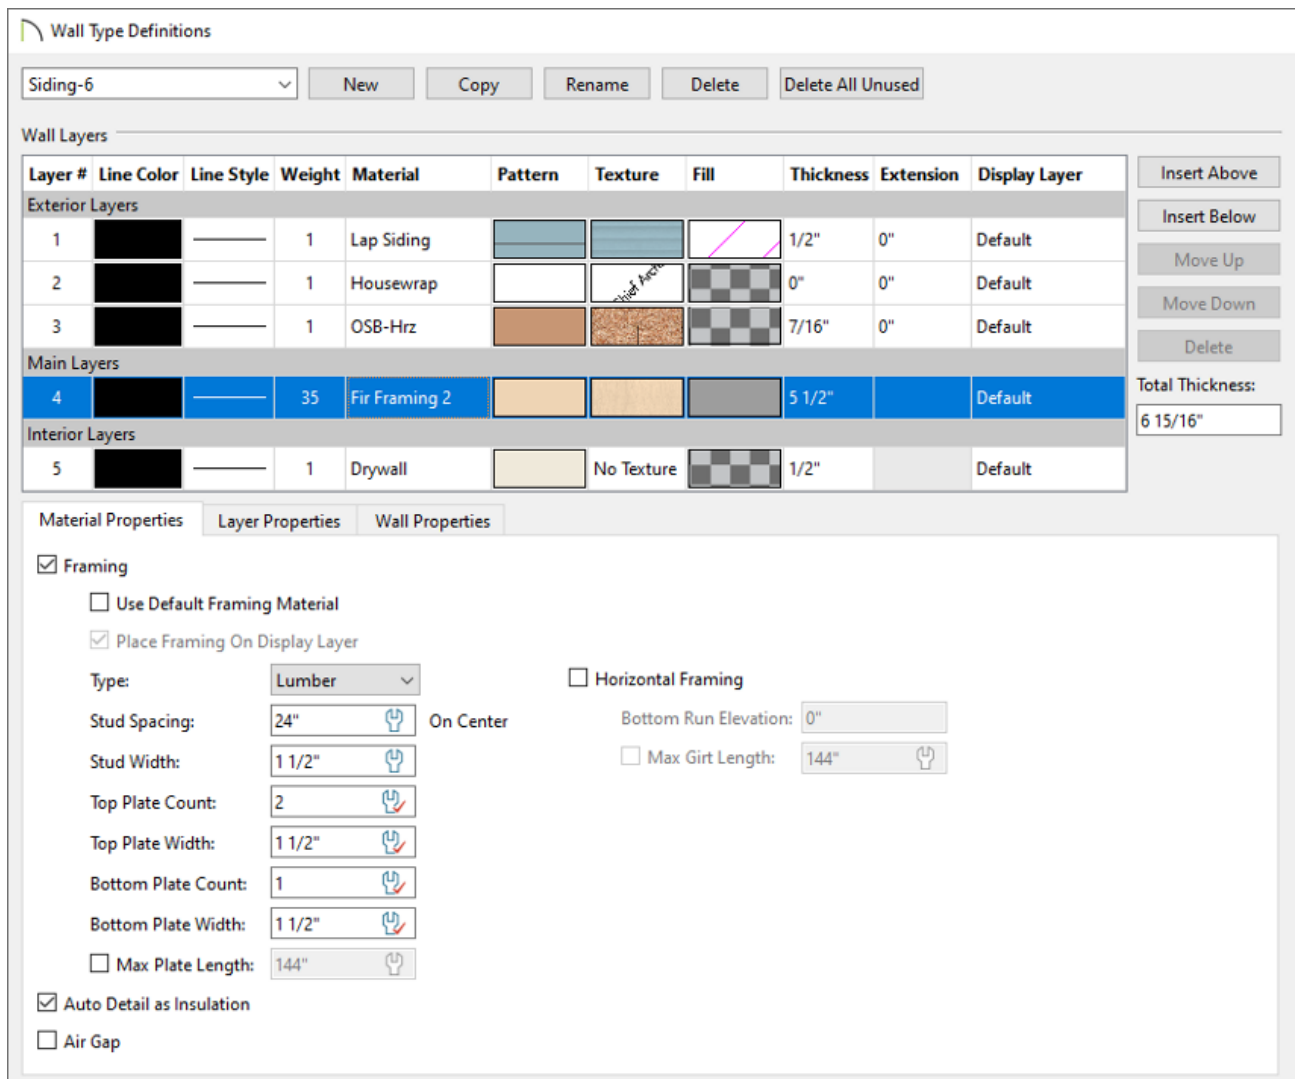 Wall Type Definitions
Siding-6 New Copy Rename Delete Delete All Unused
Wall Layers
Layer # Line Color Line Style Weight Material Pattern Texture Fill Thickness Extension Display Layer
Insert Above
Exterior Layers
Insert Below
1 1 Lap Siding 1/2" 0" Default
Move Up
2 1 Housewrap Chief Arch 0" 0" Default
Move Down
3 1 OSB-Hrz 7/16" 0" Default
Delete
Main Layers
Total Thickness:
4 35 Fir Framing 2 5 1/2" Default
6 15/16"
Interior Layers
5 1 Drywall No Texture 1/2" Default
Material Properties Layer Properties Wall Properties
Framing
Use Default Framing Material
Place Framing On Display Layer
Type: Lumber Horizontal Framing
Stud Spacing: 24" On Center Bottom Run Elevation: 0"
Stud Width: 1 1/2" Max Girt Length: 144"
Top Plate Count: 2
Top Plate Width: 1 1/2"
Bottom Plate Count: 1
Bottom Plate Width: 1 1/2"
Max Plate Length: 144"
Auto Detail as Insulation
Air Gap